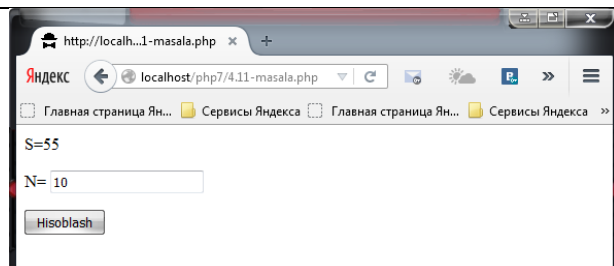 http://localh...1-masala.php × +
Яндекс localhost/php7/4.11-masala.php
Главная страница Ян... Сервисы Яндекса Главная страница Ян... Сервисы Яндекса »
S=55
N= 10
Hisoblash